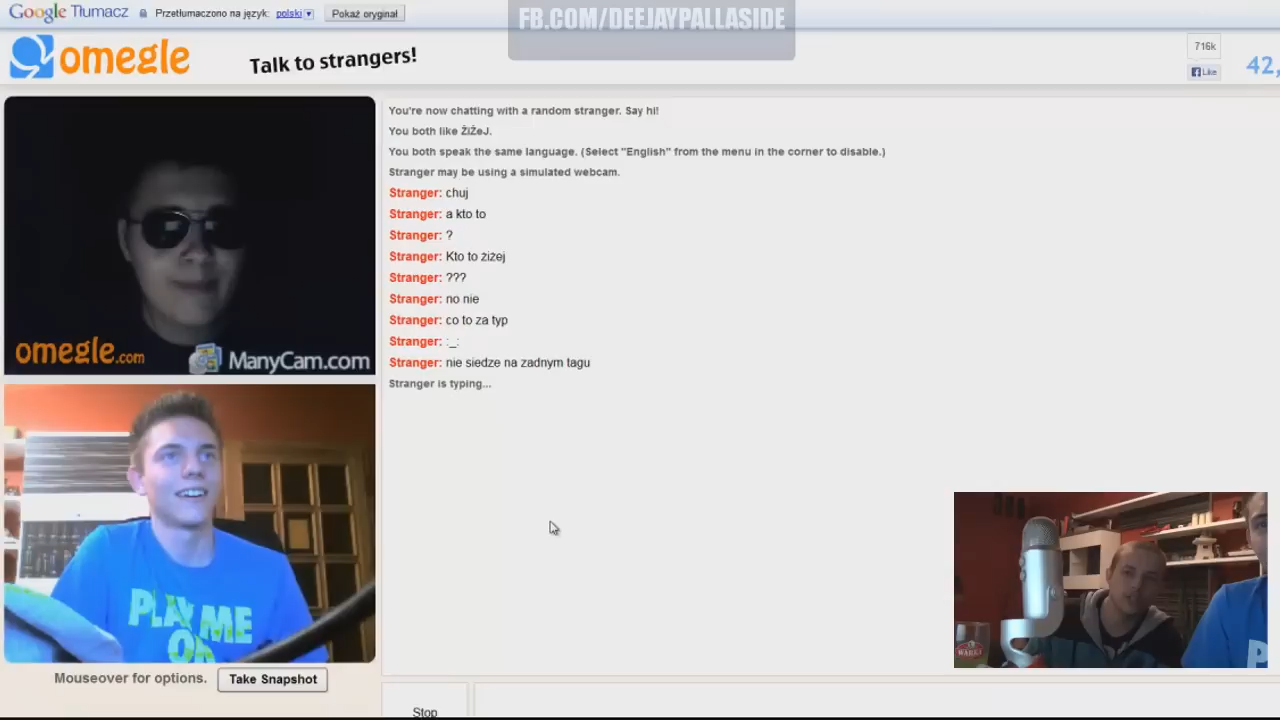 Google Tłumacz Przetłumaczono na język: polski Pokaż oryginał
FB.COM/DEEJAYPALLASIDE
omegle Talk to strangers!
716k
Like
42,
You're now chatting with a random stranger. Say hi!
You both like ŻiŻeJ.
You both speak the same language. (Select "English" from the menu in the corner to disable.)
Stranger may be using a simulated webcam.
Stranger: chuj
Stranger: a kto to
Stranger: ?
Stranger: Kto to żiżej
Stranger: ???
Stranger: no nie
Stranger: co to za typ
Stranger: :_:
Stranger: nie siedze na zadnym tagu
Stranger is typing...
omegle.com ManyCam.com
PLAY ME
ON
WARKA
P
Mouseover for options. Take Snapshot
Stop